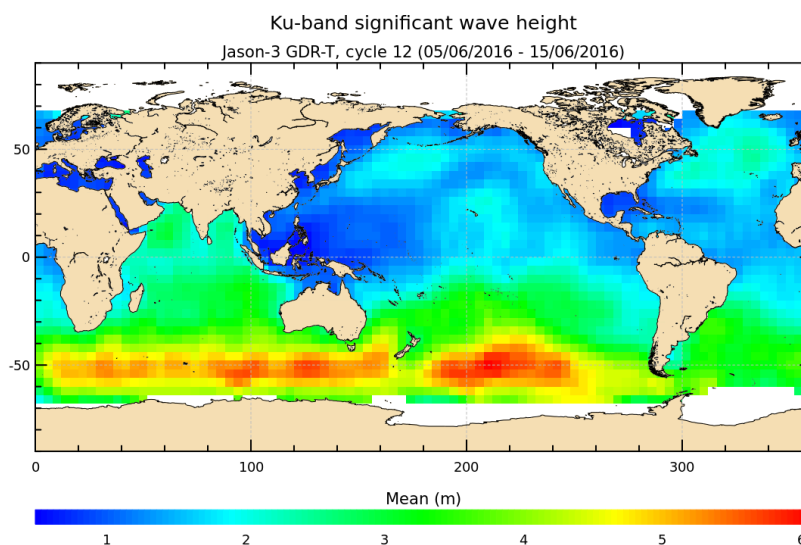 Ku-band significant wave height
Jason-3 GDR-T, cycle 12 (05/06/2016 - 15/06/2016)
50
0
-50
0 100 200 300
Mean (m)
1 2 3 4 5 6